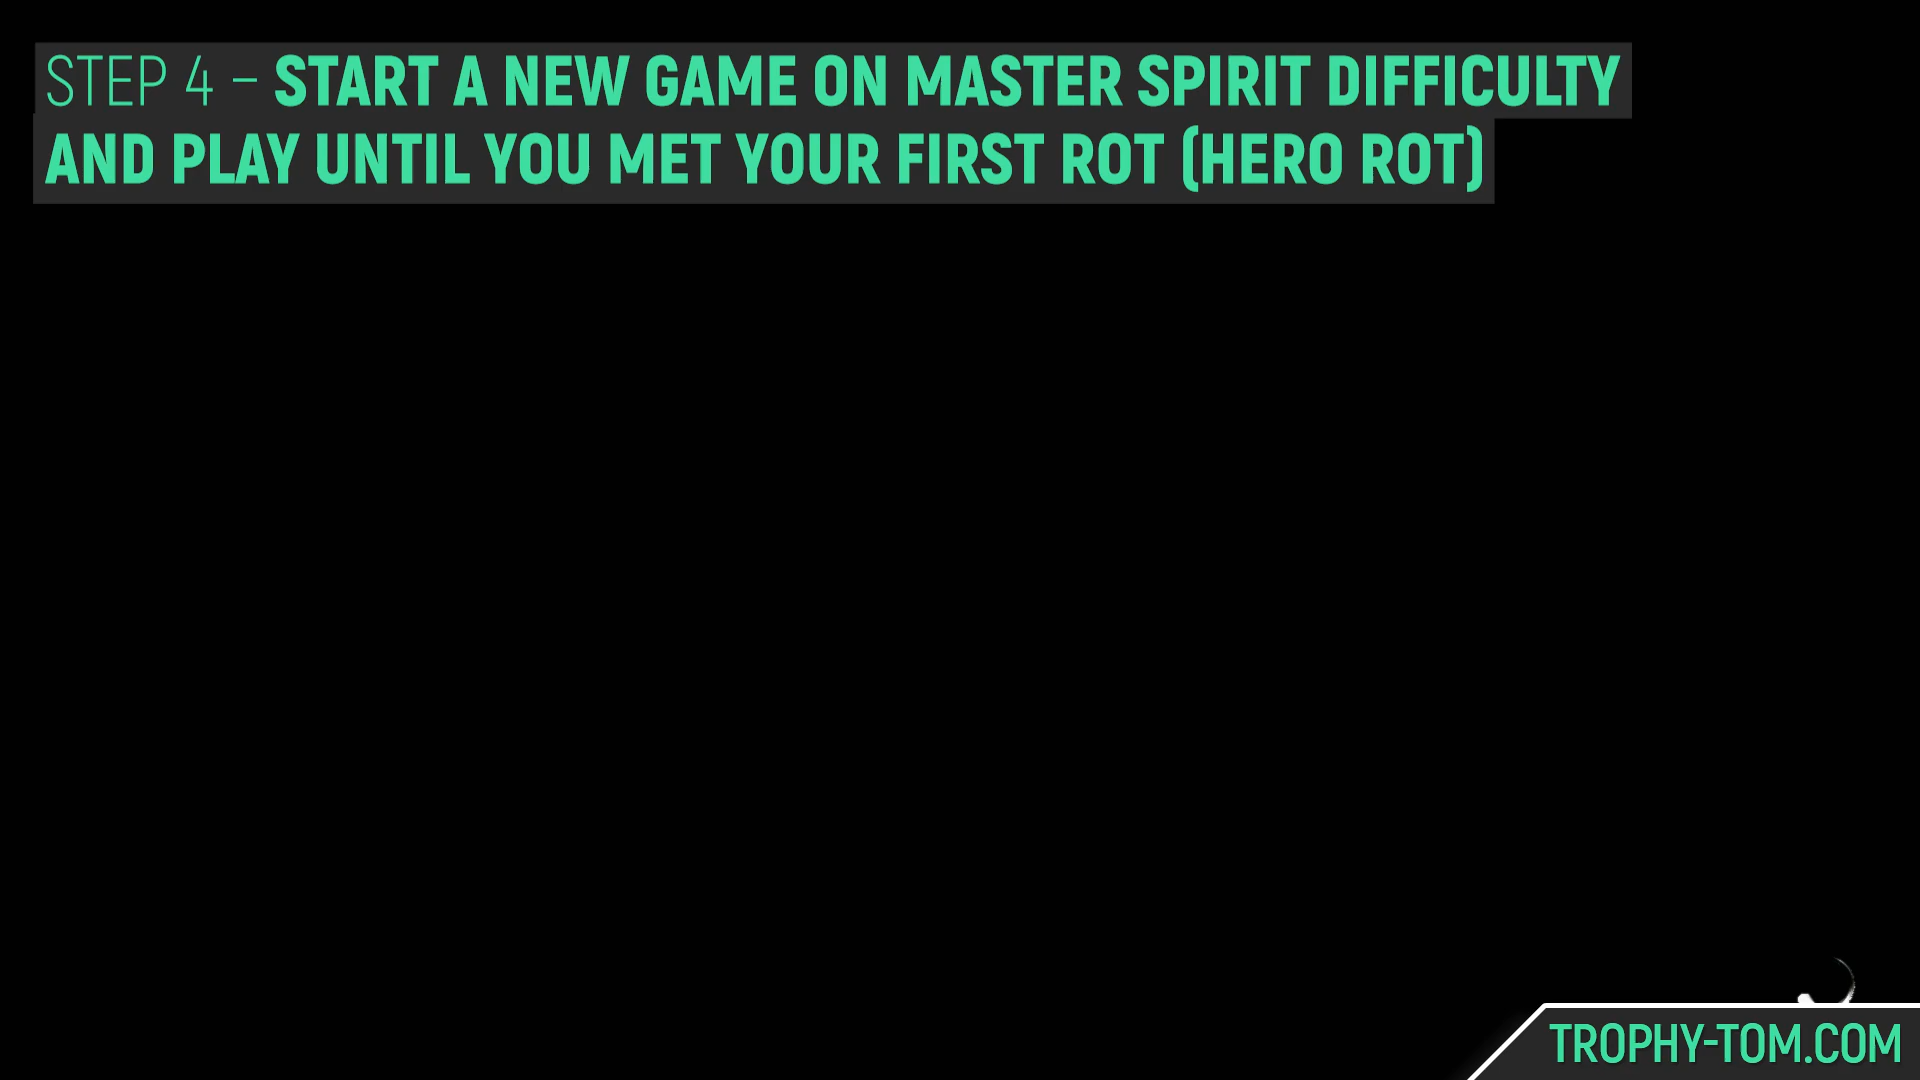 STEP 4 – START A NEW GAME ON MASTER SPIRIT DIFFICULTY
AND PLAY UNTIL YOU MET YOUR FIRST ROT (HERO ROT)
TROPHY-TOM.COM